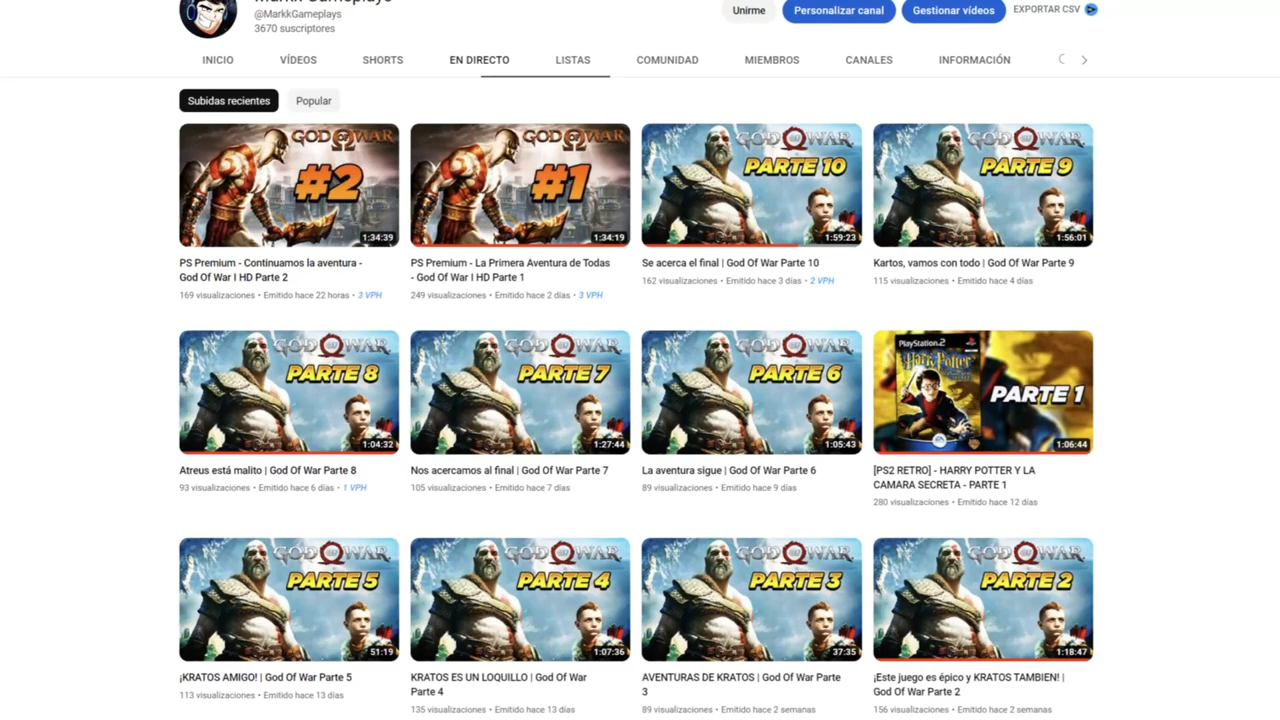 @MarkkGameplays
3670 suscriptores
Unirme
Personalizar canal
Gestionar vídeos
EXPORTAR CSV
INICIO
VÍDEOS
SHORTS
EN DIRECTO
LISTAS
COMUNIDAD
MIEMBROS
CANALES
INFORMACIÓN
Subidas recientes
Popular
GOD OF WAR
#2
1:34:39
GOD OF WAR
#1
1:34:19
GOD OF WAR
PARTE 10
1:59:23
GOD OF WAR
PARTE 9
1:56:01
PS Premium - Continuamos la aventura -
God Of War I HD Parte 2
169 visualizaciones • Emitido hace 22 horas • 3 VPH
PS Premium - La Primera Aventura de Todas
- God Of War I HD Parte 1
249 visualizaciones • Emitido hace 2 días • 3 VPH
Se acerca el final | God Of War Parte 10
162 visualizaciones • Emitido hace 3 días • 2 VPH
Kartos, vamos con todo | God Of War Parte 9
115 visualizaciones • Emitido hace 4 días
GOD OF WAR
PARTE 8
1:04:32
GOD OF WAR
PARTE 7
1:27:44
GOD OF WAR
PARTE 6
1:05:43
PlayStation.2
Harry Potter
EA
PARTE 1
1:06:44
Atreus está malito | God Of War Parte 8
93 visualizaciones • Emitido hace 6 días • 1 VPH
Nos acercamos al final | God Of War Parte 7
105 visualizaciones • Emitido hace 7 días
La aventura sigue | God Of War Parte 6
89 visualizaciones • Emitido hace 9 días
[PS2 RETRO] - HARRY POTTER Y LA
CAMARA SECRETA - PARTE 1
280 visualizaciones • Emitido hace 12 días
GOD OF WAR
PARTE 5
51:19
GOD OF WAR
PARTE 4
1:07:36
GOD OF WAR
PARTE 3
37:35
GOD OF WAR
PARTE 2
1:18:47
¡KRATOS AMIGO! | God Of War Parte 5
113 visualizaciones • Emitido hace 13 días
KRATOS ES UN LOQUILLO | God Of War
Parte 4
135 visualizaciones • Emitido hace 13 días
AVENTURAS DE KRATOS | God Of War Parte
3
89 visualizaciones • Emitido hace 2 semanas
¡Este juego es épico y KRATOS TAMBIEN! |
God Of War Parte 2
156 visualizaciones • Emitido hace 2 semanas